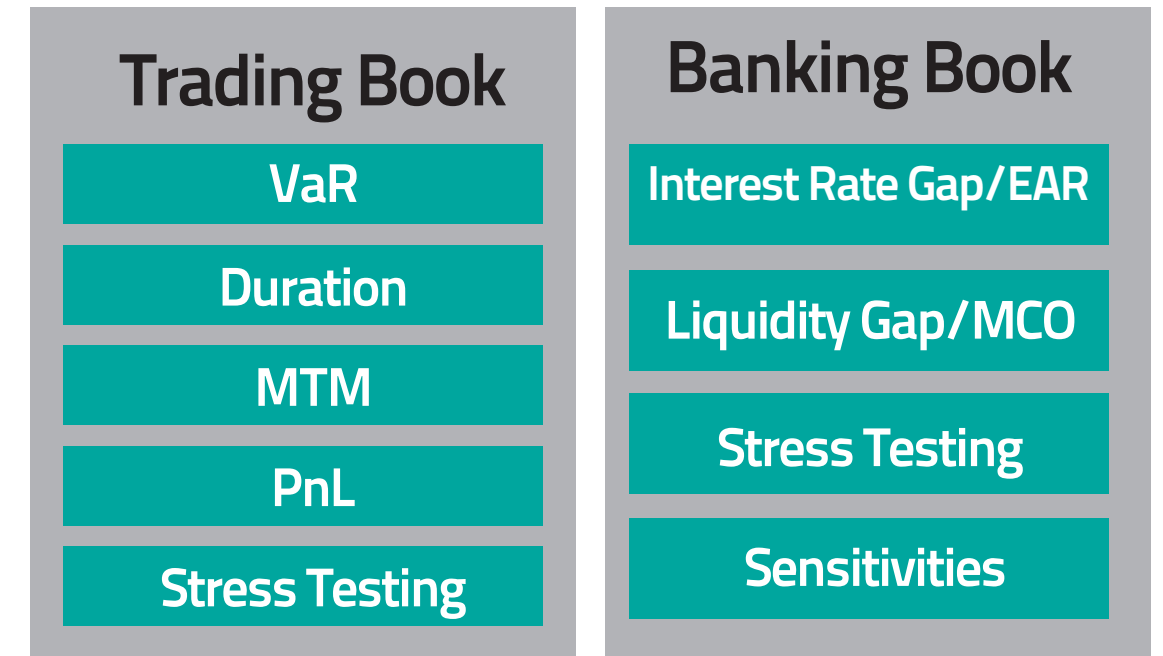 Trading Book
VaR
Duration
MTM
PnL
Stress Testing
Banking Book
Interest Rate Gap/EAR
Liquidity Gap/MCO
Stress Testing
Sensitivities